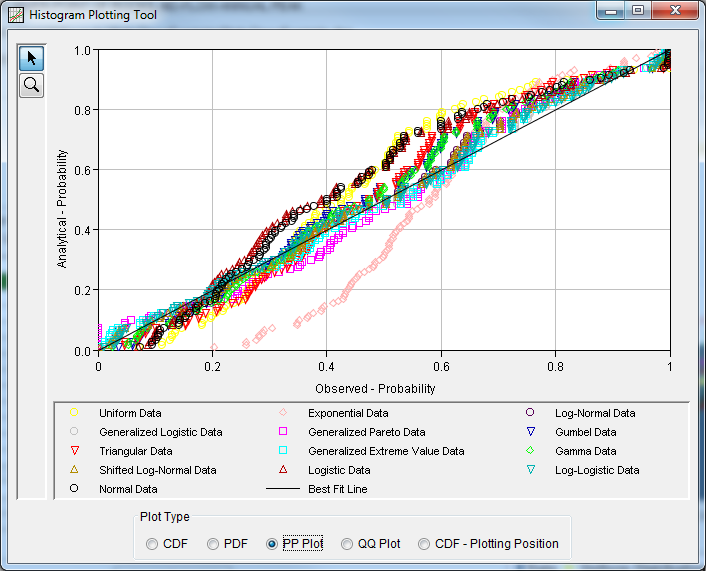 Histogram Plotting Tool
1.0
0.8
0.6
0.4
0.2
0.0
Analytical - Probability
0 0.2 0.4 0.6 0.8 1
Observed - Probability
Uniform Data Exponential Data Log-Normal Data
Generalized Logistic Data Generalized Pareto Data Gumbel Data
Triangular Data Generalized Extreme Value Data Gamma Data
Shifted Log-Normal Data Logistic Data Log-Logistic Data
Normal Data Best Fit Line
Plot Type
CDF PDF PP Plot QQ Plot CDF - Plotting Position